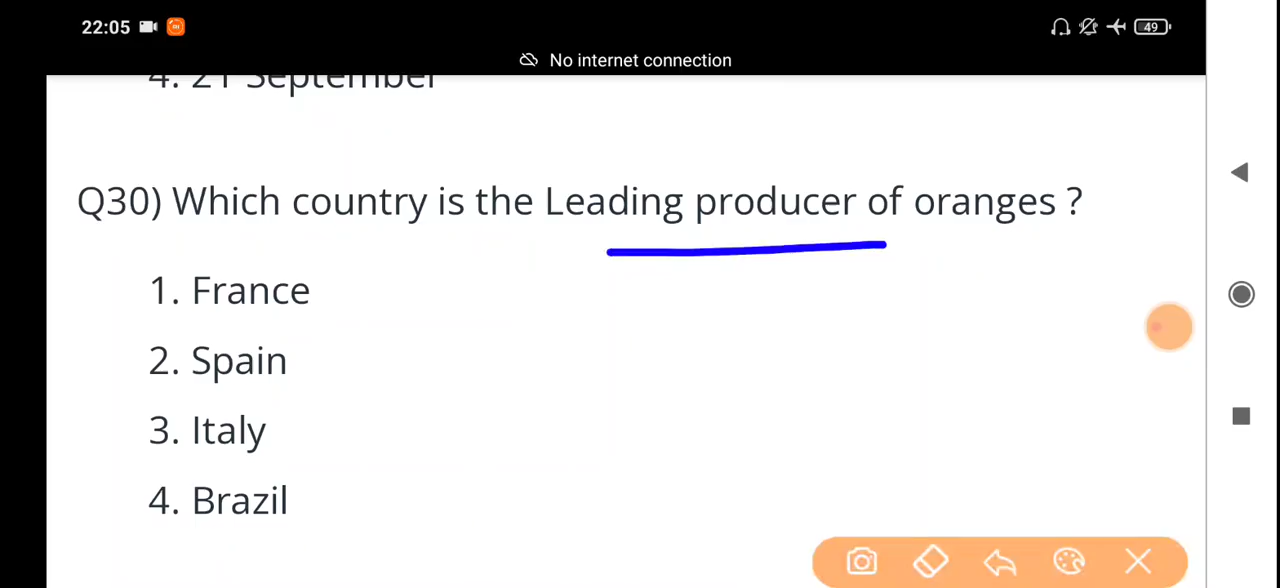 22:05
49
No internet connection
4. 21 September
Q30) Which country is the Leading producer of oranges ?
1. France
2. Spain
3. Italy
4. Brazil